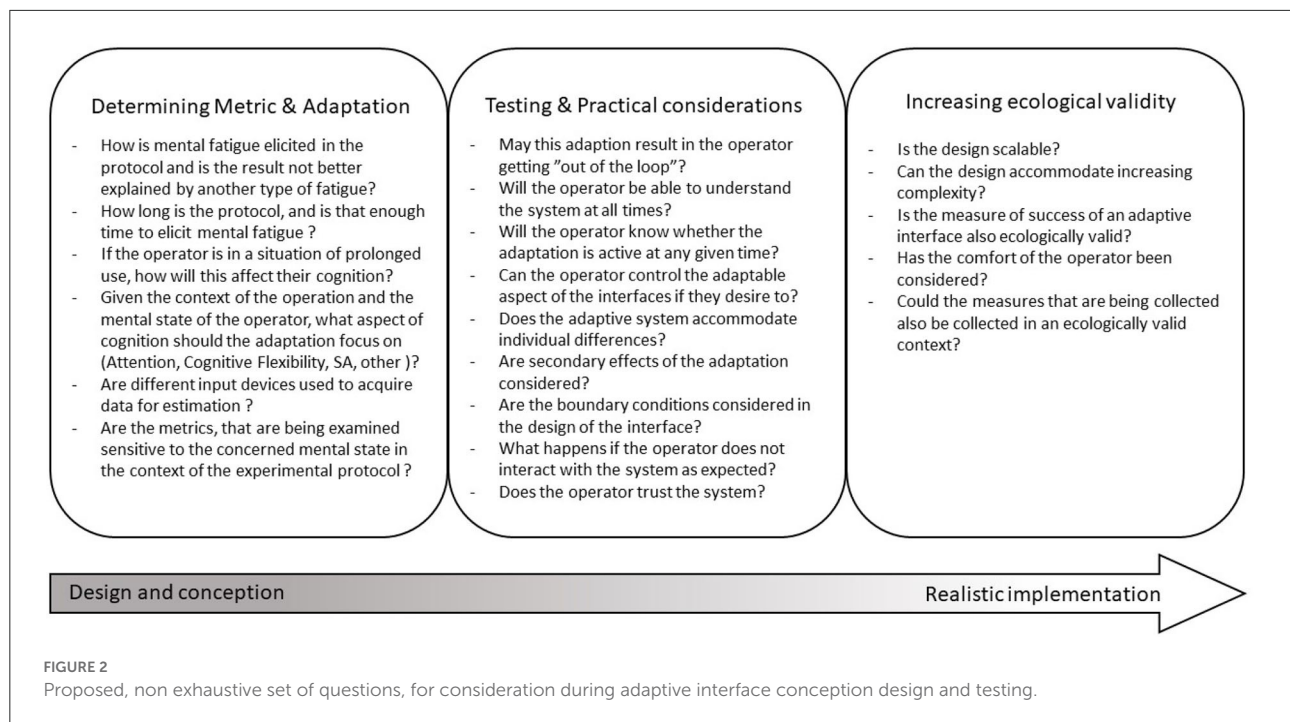 Determining Metric & Adaptation
- How is mental fatigue elicited in the
protocol and is the result not better
explained by another type of fatigue?
- How long is the protocol, and is that enough
time to elicit mental fatigue ?
- If the operator is in a situation of prolonged
use, how will this affect their cognition?
- Given the context of the operation and the
mental state of the operator, what aspect of
cognition should the adaptation focus on
(Attention, Cognitive Flexibility, SA, other )?
- Are different input devices used to acquire
data for estimation ?
- Are the metrics, that are being examined
sensitive to the concerned mental state in
the context of the experimental protocol ?
Testing & Practical considerations
- May this adaption result in the operator
getting ”out of the loop”?
- Will the operator be able to understand
the system at all times?
- Will the operator know whether the
adaptation is active at any given time?
- Can the operator control the adaptable
aspect of the interfaces if they desire to?
- Does the adaptive system accommodate
individual differences?
- Are secondary effects of the adaptation
considered?
- Are the boundary conditions considered in
the design of the interface?
- What happens if the operator does not
interact with the system as expected?
- Does the operator trust the system?
Increasing ecological validity
- Is the design scalable?
- Can the design accommodate increasing
complexity?
- Is the measure of success of an adaptive
interface also ecologically valid?
- Has the comfort of the operator been
considered?
- Could the measures that are being collected
also be collected in an ecologically valid
context?
Design and conception
Realistic implementation
FIGURE 2
Proposed, non exhaustive set of questions, for consideration during adaptive interface conception design and testing.